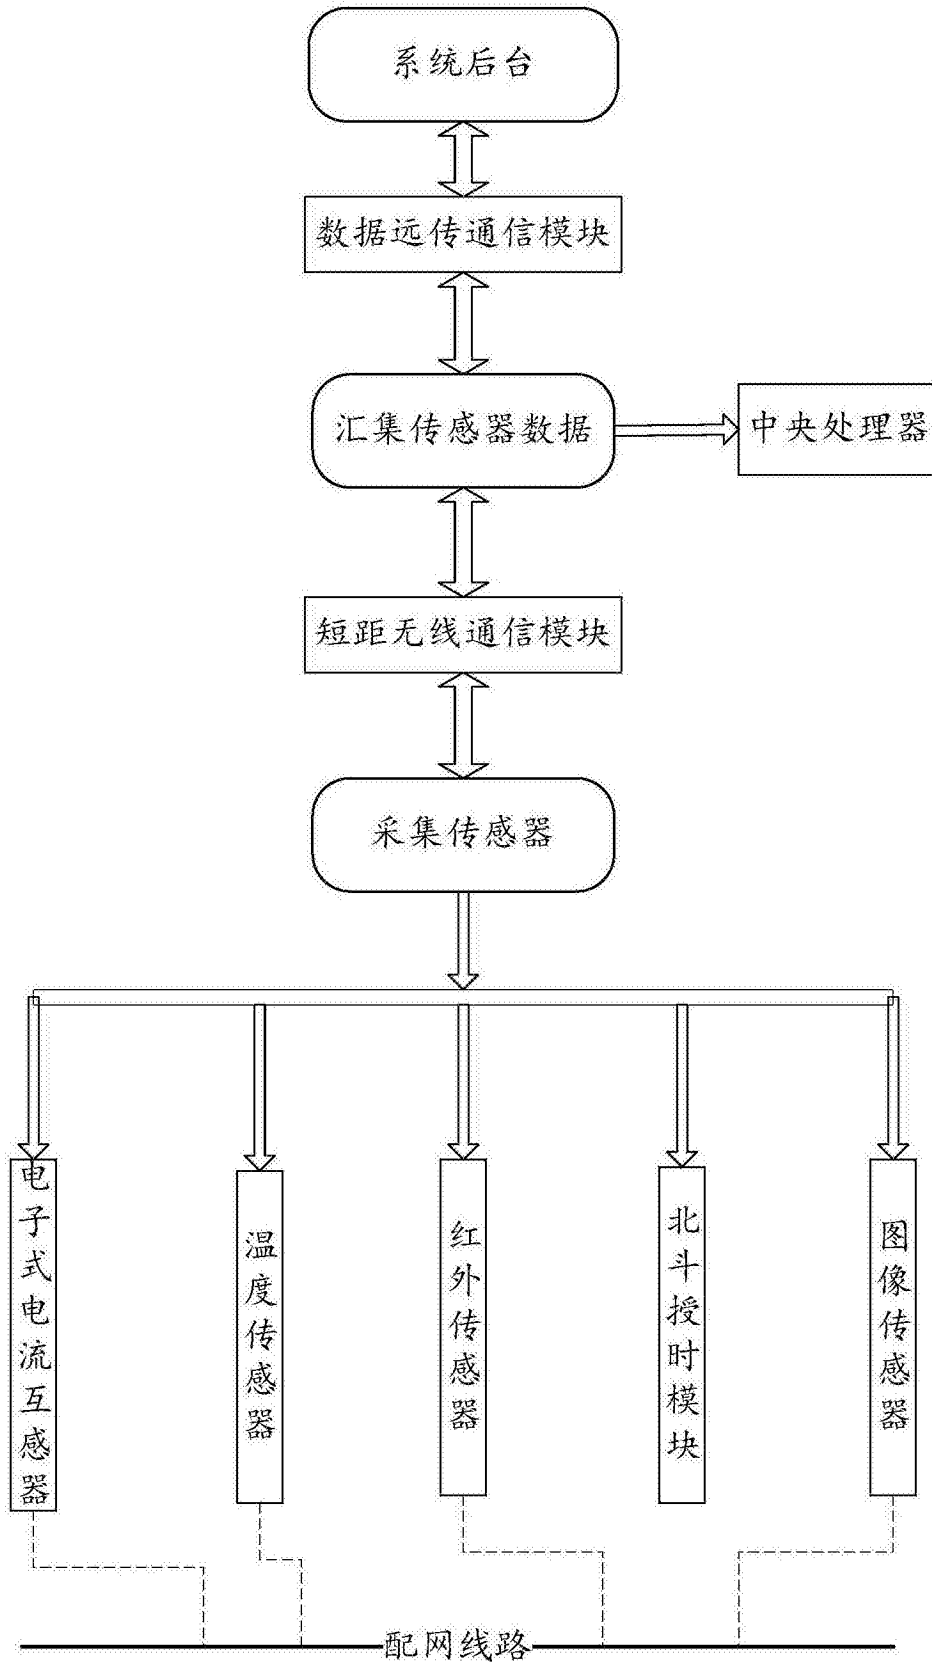 系统后台
数据远传通信模块
汇集传感器数据
中央处理器
短距无线通信模块
采集传感器
电子式电流互感器
温度传感器
红外传感器
北斗授时模块
图像传感器
配网线路